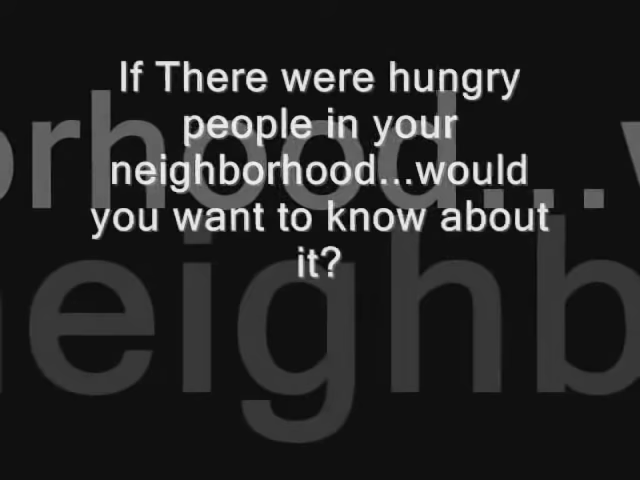 If There were hungry
people in your
neighborhood...would
you want to know about
it?